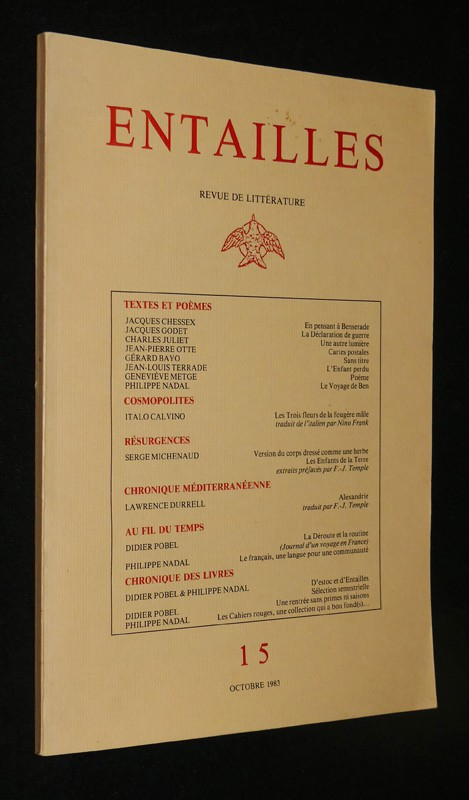 ENTAILLES
REVUE DE LITTÉRATURE
TEXTES ET POÈMES
JACQUES CHESSEX En pensant à Benserade
JACQUES GODET La Déclaration de guerre
CHARLES JULIET Une autre lumière
JEAN-PIERRE OTTE Cartes postales
GÉRARD BAYO Sans titre
JEAN-LOUIS TERRADE L'Enfant perdu
GENEVIÈVE METGE Poème
PHILIPPE NADAL Le Voyage de Ben
COSMOPOLITES
ITALO CALVINO Les Trois fleurs de la fougère mâle
traduit de l'italien par Nino Frank
RÉSURGENCES
SERGE MICHENAUD Version du corps dressé comme une herbe
Les Enfants de la Terre
extraits préfacés par F.-J. Temple
CHRONIQUE MÉDITERRANÉENNE
LAWRENCE DURRELL Alexandrie
traduit par F.-J. Temple
AU FIL DU TEMPS
DIDIER POBEL La Déroute et la routine
(Journal d'un voyage en France)
PHILIPPE NADAL Le français, une langue pour une communauté
CHRONIQUE DES LIVRES
DIDIER POBEL & PHILIPPE NADAL D'estoc et d'Entailles
Sélection semestrielle
DIDIER POBEL Une rentrée sans primes ni saisons
PHILIPPE NADAL Les Cahiers rouges, une collection qui a bon fond(s)...
15
OCTOBRE 1983